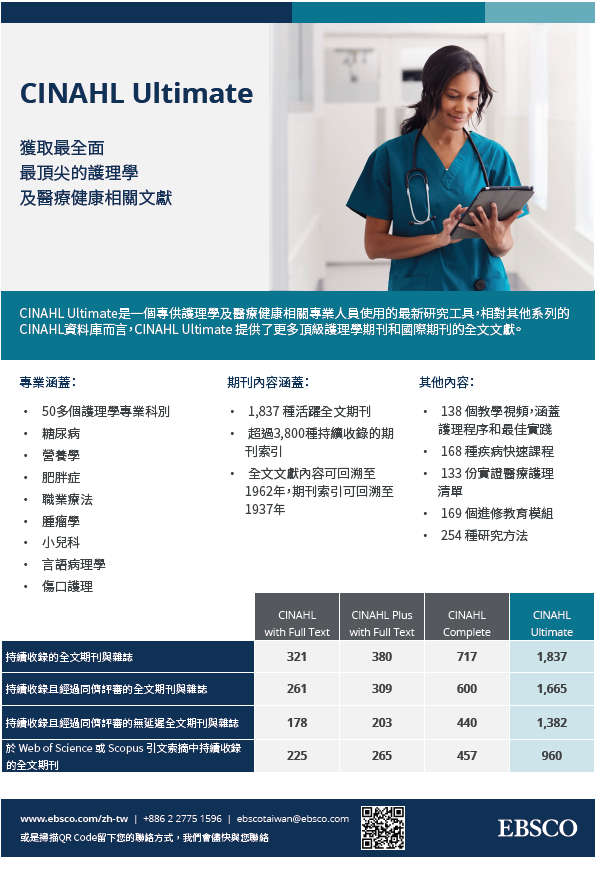 CINAHL Ultimate
獲取最全面
最頂尖的護理學
及醫療健康相關文獻
CINAHL Ultimate是一個專供護理學及醫療健康相關專業人員使用的最新研究工具，相對其他系列的
CINAHL資料庫而言，CINAHL Ultimate 提供了更多頂級護理學期刊和國際期刊的全文文獻。
專業涵蓋：
• 50多個護理學專業科別
• 糖尿病
• 營養學
• 肥胖症
• 職業療法
• 腫瘤學
• 小兒科
• 言語病理學
• 傷口護理
期刊內容涵蓋：
• 1,837 種活躍全文期刊
• 超過3,800種持續收錄的期
刊索引
• 全文文獻內容可回溯至
1962年，期刊索引可回溯至
1937年
其他內容：
• 138 個教學視頻，涵蓋
護理程序和最佳實踐
• 168 種疾病快速課程
• 133 份實證醫療護理
清單
• 169 個進修教育模組
• 254 種研究方法
CINAHL
with Full Text
CINAHL Plus
with Full Text
CINAHL
Complete
CINAHL
Ultimate
持續收錄的全文期刊與雜誌 321 380 717 1,837
持續收錄且經過同儕評審的全文期刊與雜誌 261 309 600 1,665
持續收錄且經過同儕評審的無延遲全文期刊與雜誌 178 203 440 1,382
於 Web of Science 或 Scopus 引文索摘中持續收錄
的全文期刊 225 265 457 960
www.ebsco.com/zh-tw | +886 2 2775 1596 | ebscotaiwan@ebsco.com
或是掃描QR Code留下您的聯絡方式，我們會儘快與您聯絡
EBSCO